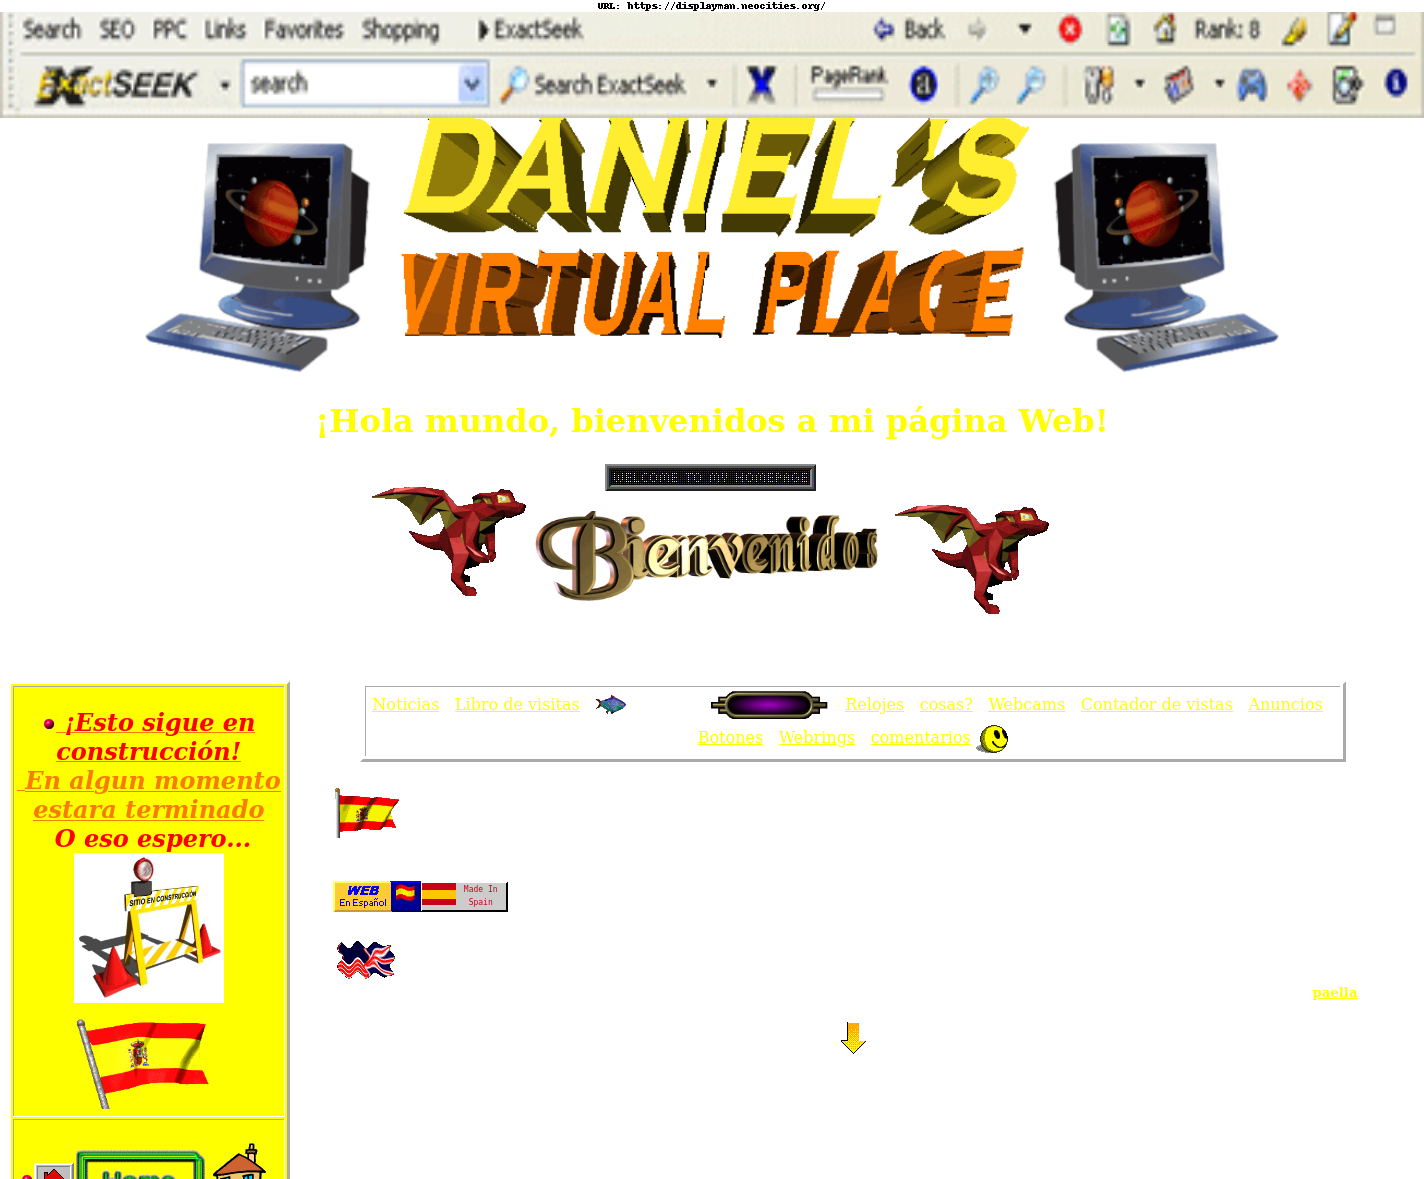 URL: https://displayman.neocities.org/
Search SEO PPC Links Favorites Shopping ExactSeek Back Rank: 8
ExactSEEK search Search ExactSeek PageRank
DANIEL'S
VIRTUAL PLACE
¡Hola mundo, bienvenidos a mi página Web!
WELCOME TO MY HOMEPAGE
Bienvenidos
Noticias Libro de visitas Relojes cosas? Webcams Contador de vistas Anuncios
Botones Webrings comentarios
¡Esto sigue en
construcción!
En algun momento
estara terminado
O eso espero...
SITIO EN CONSTRUCCIÓN
WEB
En Español
Made In
Spain
paella
Home